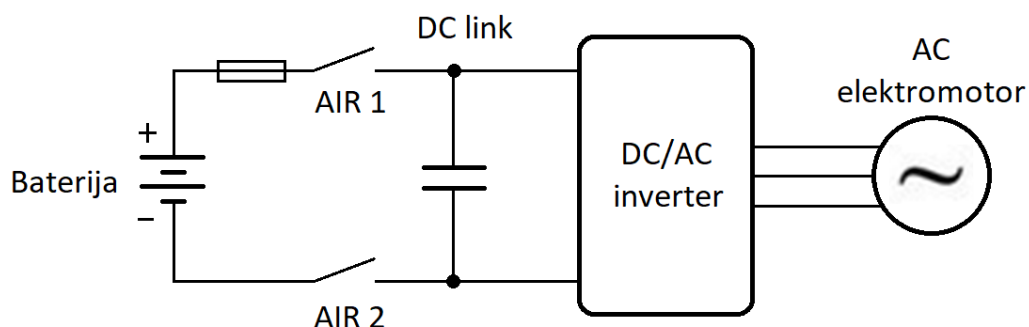 DC link
AC
elektromotor
AIR 1
+
Baterija
–
DC/AC
inverter
~
AIR 2